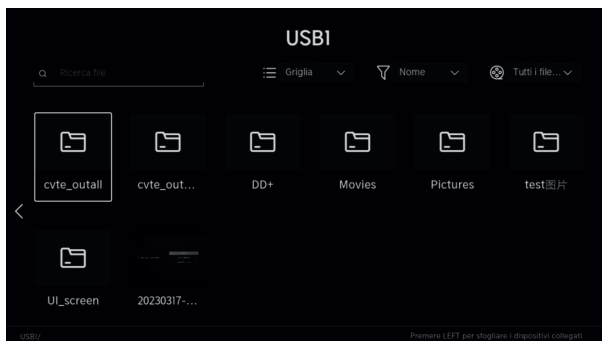 USB1
Ricerca file
Griglia
Nome
Tutti i file...
cvte_outall
cvte_out...
DD+
Movies
Pictures
test图片
UI_screen
20230317-...
USB1/
Premere LEFT per sfogliare i dispositivi collegati